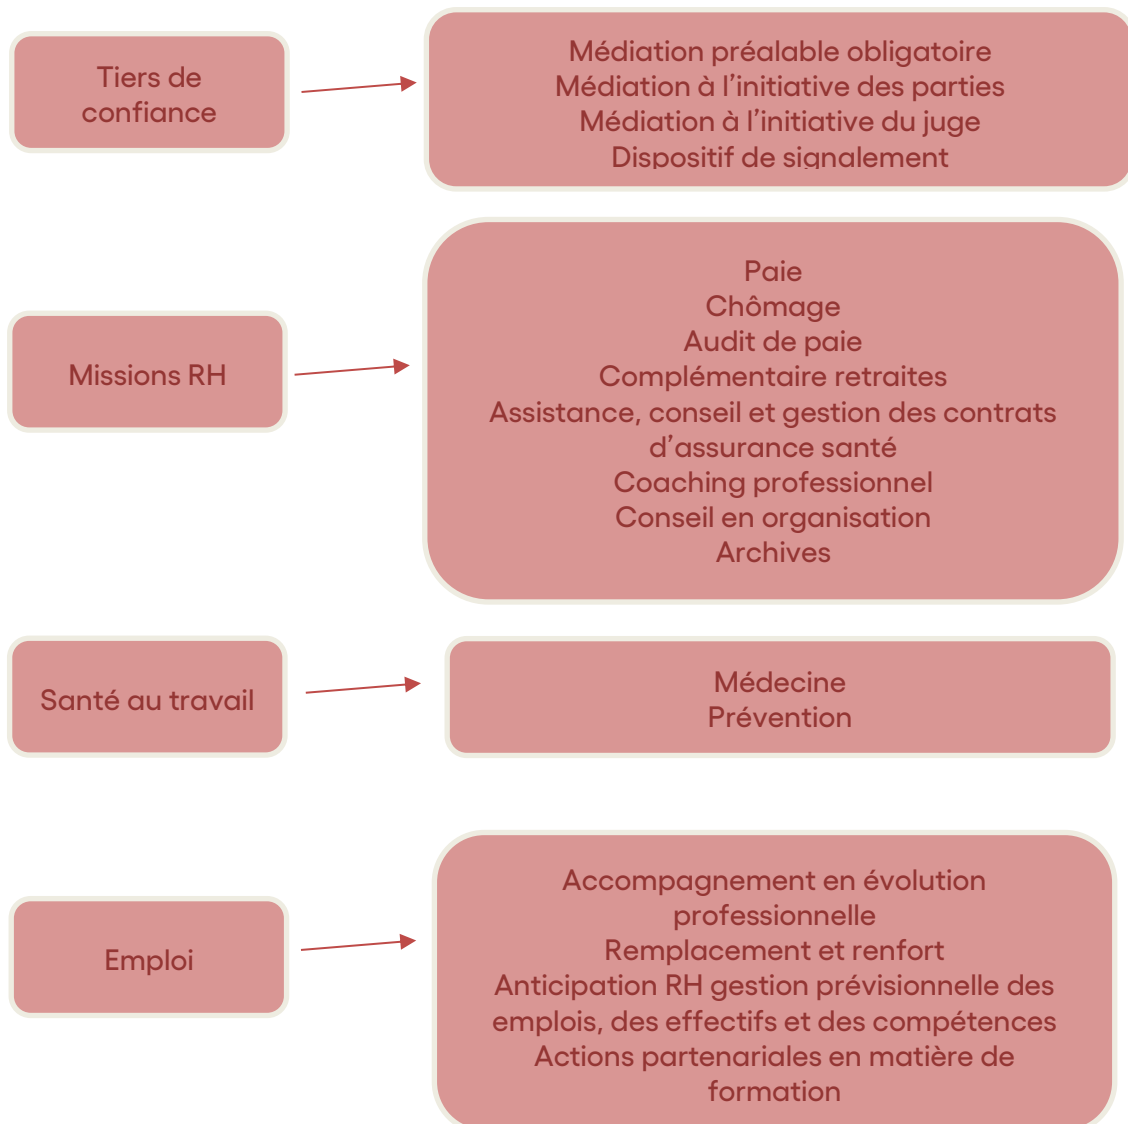 Tiers de
confiance
Médiation préalable obligatoire
Médiation à l’initiative des parties
Médiation à l’initiative du juge
Dispositif de signalement
Missions RH
Paie
Chômage
Audit de paie
Complémentaire retraites
Assistance, conseil et gestion des contrats
d’assurance santé
Coaching professionnel
Conseil en organisation
Archives
Santé au travail
Médecine
Prévention
Emploi
Accompagnement en évolution
professionnelle
Remplacement et renfort
Anticipation RH gestion prévisionnelle des
emplois, des effectifs et des compétences
Actions partenariales en matière de
formation